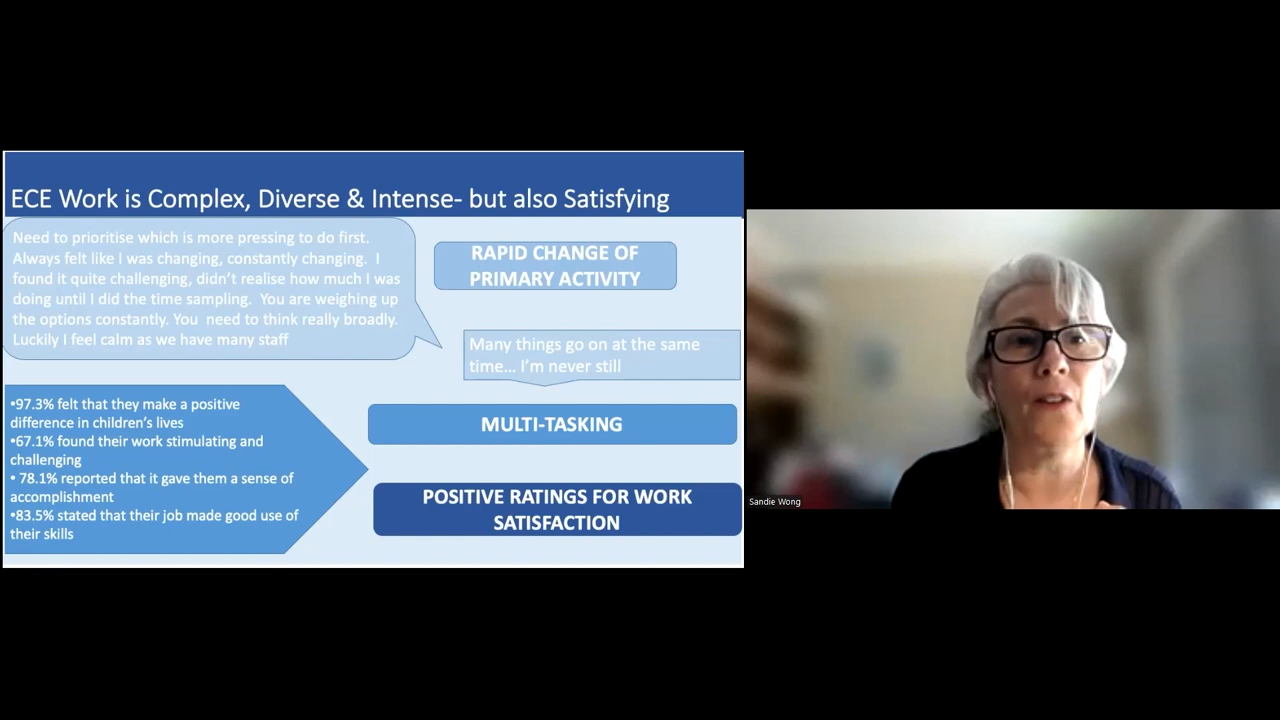 ECE Work is Complex, Diverse & Intense- but also Satisfying
Need to prioritise which is more pressing to do first.
Always felt like I was changing, constantly changing.  I
found it quite challenging, didn't realise how much I was
doing until I did the time sampling.  You are weighing up
the options constantly. You  need to think really broadly.
Luckily I feel calm as we have many staff
RAPID CHANGE OF
PRIMARY ACTIVITY
Many things go on at the same
time… I'm never still
•97.3% felt that they make a positive
difference in children's lives
•67.1% found their work stimulating and
challenging
• 78.1% reported that it gave them a sense of
accomplishment
•83.5% stated that their job made good use of
their skills
MULTI-TASKING
POSITIVE RATINGS FOR WORK
SATISFACTION
Sandie Wong